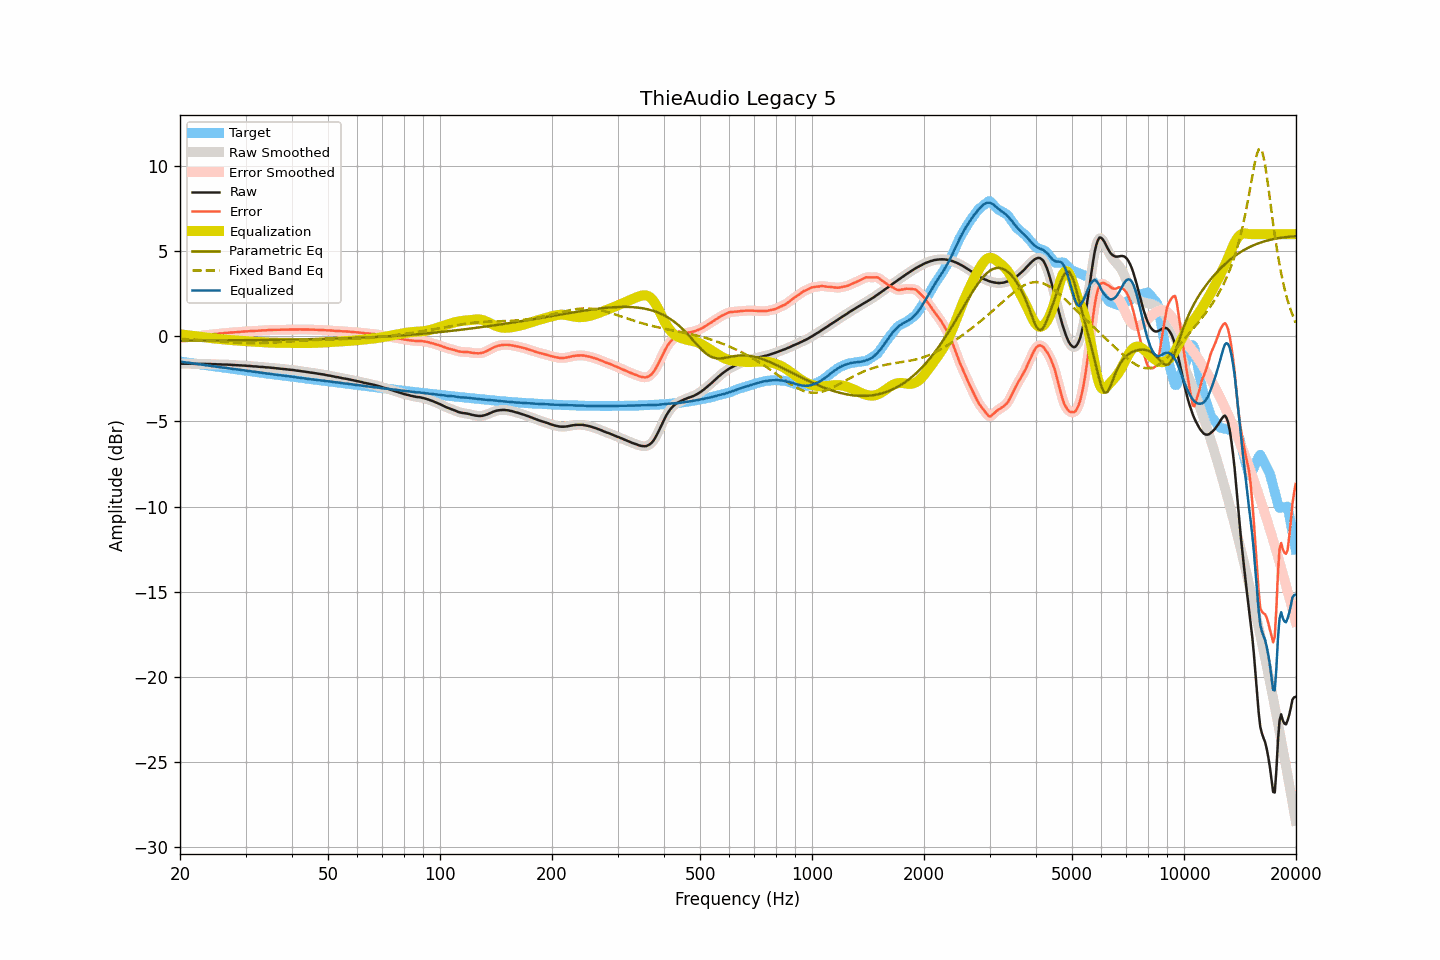 ThieAudio Legacy 5
Target
Raw Smoothed
Error Smoothed
Raw
Error
Equalization
Parametric Eq
Fixed Band Eq
Equalized
10
5
0
−5
−10
−15
−20
−25
−30
Amplitude (dBr)
20 50 100 200 500 1000 2000 5000 10000 20000
Frequency (Hz)